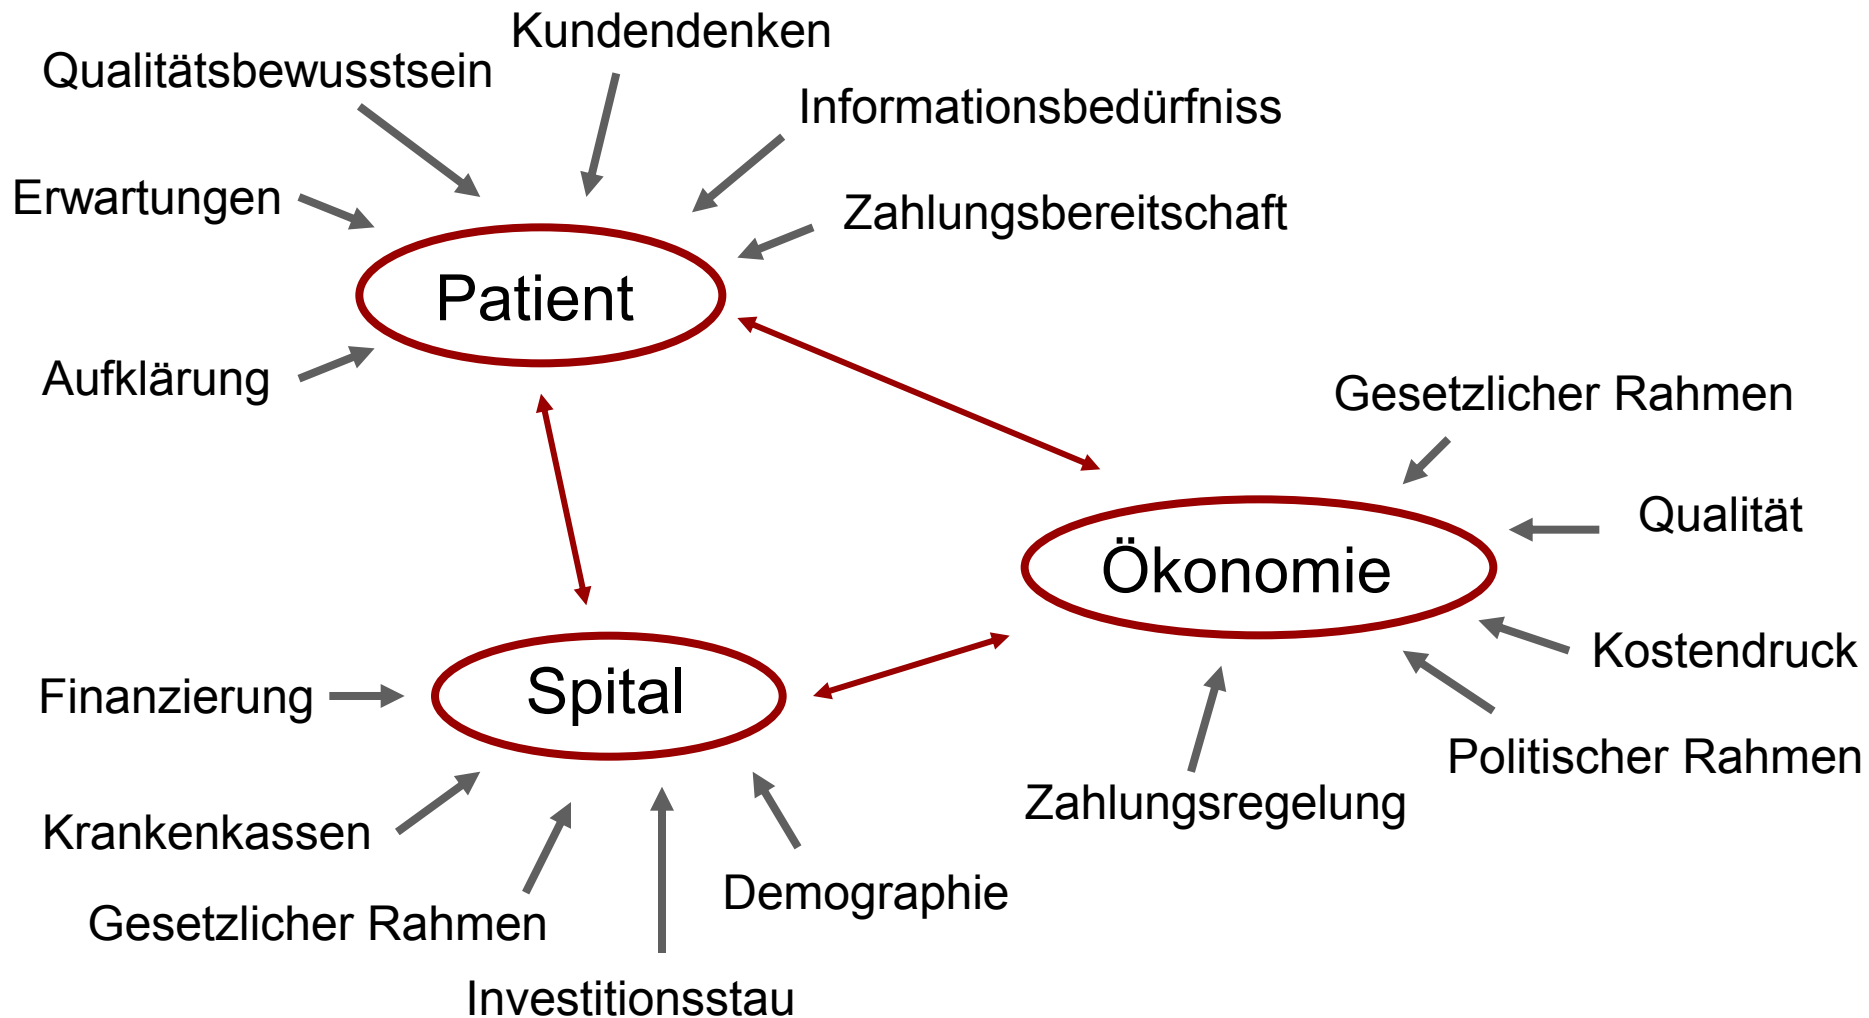 Kundendenken
Qualitätsbewusstsein
Informationsbedürfniss
Erwartungen
Zahlungsbereitschaft
Patient
Aufklärung
Gesetzlicher Rahmen
Qualität
Ökonomie
Kostendruck
Spital
Finanzierung
Politischer Rahmen
Zahlungsregelung
Krankenkassen
Demographie
Gesetzlicher Rahmen
Investitionsstau